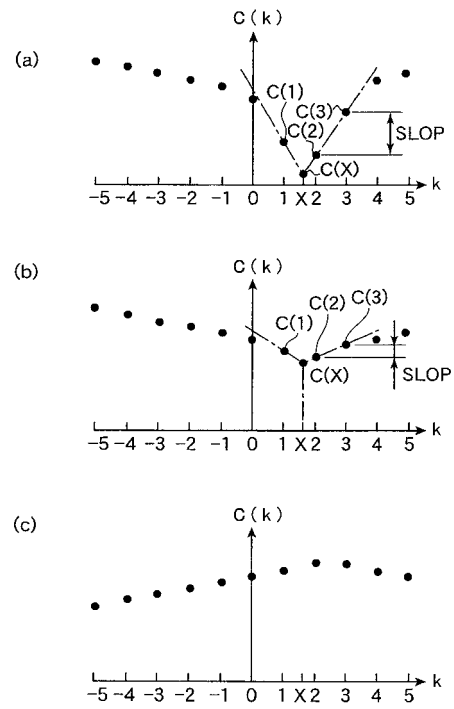 (a)
C(k)
C(1)
C(3)
C(2)
SLOP
C(X)
-5 -4 -3 -2 -1 0 1 X 2 3 4 5 k
(b)
C(k)
C(1)
C(2)
C(3)
C(X)
SLOP
-5 -4 -3 -2 -1 0 1 X 2 3 4 5 k
(c)
C(k)
-5 -4 -3 -2 -1 0 1 X 2 3 4 5 k